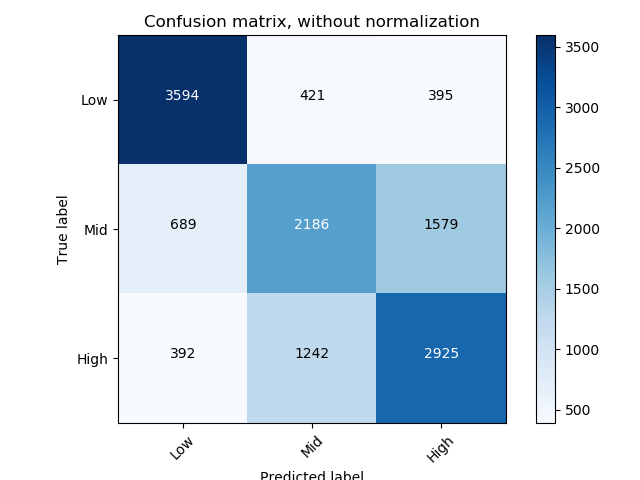 Confusion matrix, without normalization
True label
Low 3594 421 395
Mid 689 2186 1579
High 392 1242 2925
Low Mid High
Predicted label
3500
3000
2500
2000
1500
1000
500